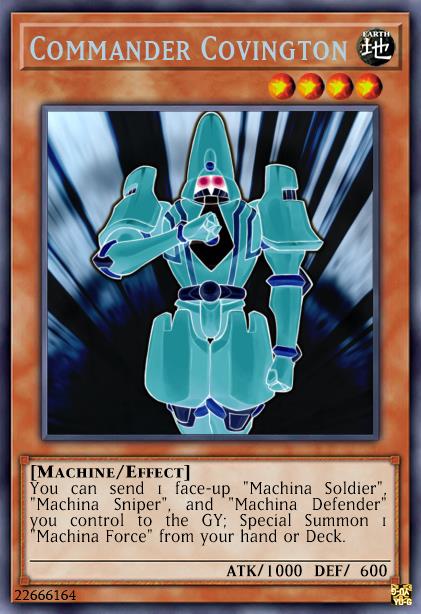 COMMANDER COVINGTON
EARTH
地
[MACHINE/EFFECT]
You can send 1 face-up "Machina Soldier",
"Machina Sniper", and "Machina Defender"
you control to the GY; Special Summon 1
"Machina Force" from your hand or Deck.
ATK/1000 DEF/ 600
22666164